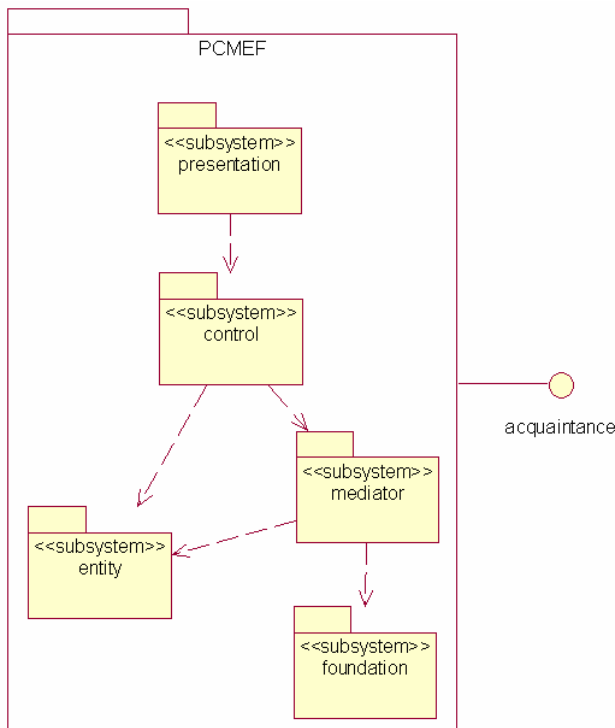 PCMEF
<<subsystem>>
presentation
<<subsystem>>
control
acquaintance
<<subsystem>>
mediator
<<subsystem>>
entity
<<subsystem>>
foundation